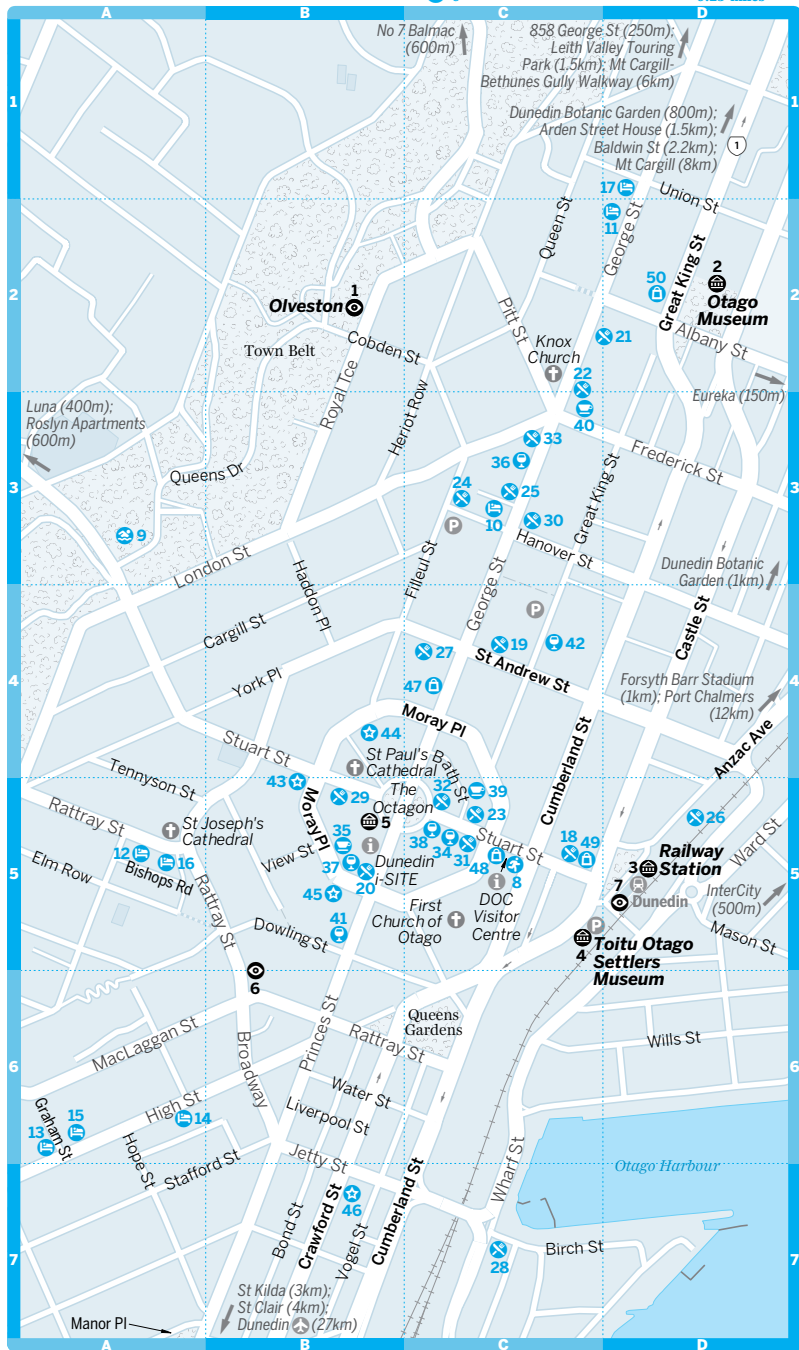 A
B
C
D
No 7 Balmac
(600m)
858 George St (250m);
Leith Valley Touring
Park (1.5km); Mt Cargill-
Bethunes Gully Walkway (6km)
1
1
Dunedin Botanic Garden (800m);
Arden Street House (1.5km);
Baldwin St (2.2km);
Mt Cargill (8km)
1
17
Union St
11
Queen St
George St
50
2
Great King St
Otago
Museum
2
2
1
Olveston
Pitt St
21
Albany St
Cobden St
Knox
Church
Town Belt
22
Eureka (150m)
Royal Tce
Heriot Row
40
Luna (400m);
Roslyn Apartments
(600m)
33
36
Frederick St
Queens Dr
3
3
24
25
10
30
Great King St
9
P
Hanover St
London St
Filleul St
George St
Dunedin Botanic
Garden (1km)
Haddon Pl
P
Castle St
Cargill St
19
42
27
St Andrew St
4
4
York Pl
47
Forsyth Barr Stadium
(1km); Port Chalmers
(12km)
Moray Pl
44
Cumberland St
Anzac Ave
Stuart St
St Paul's
Cathedral
Bath St
Tennyson St
43
29
The
Octagon
32
39
23
26
Rattray St
Moray Pl
5
St Joseph's
Cathedral
35
38
34
31
Stuart St
18
49
Ward St
12
16
View St
37
Dunedin
i-SITE
48
8
3
Railway
Station
5
5
Elm Row
Bishops Rd
20
7
Dunedin
InterCity
(500m)
45
DOC
Visitor
Centre
First
Church of
Otago
Rattray St
41
P
Mason St
Dowling St
4
Toitu Otago
Settlers
Museum
6
Queens
Gardens
Princes St
MacLaggan St
Rattray St
Wills St
6
6
Broadway
Water St
High St
Liverpool St
Graham St
15
14
13
Hope St
Jetty St
Wharf St
Otago Harbour
Stafford St
46
Cumberland St
Bond St
Crawford St
Vogel St
Birch St
7
7
28
St Kilda (3km);
St Clair (4km);
Dunedin (27km)
Manor Pl
A
B
C
D